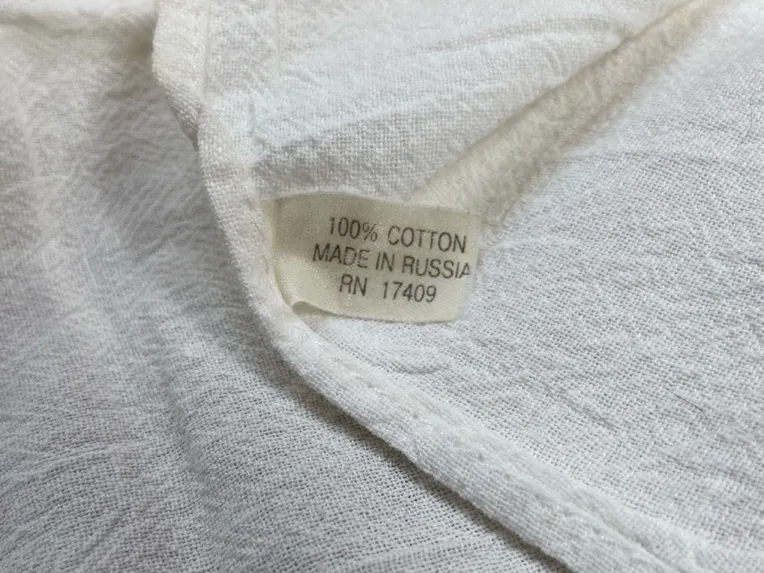 100% COTTON
MADE IN RUSSIA
RN 17409